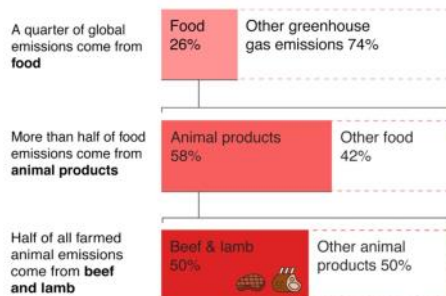 A quarter of global
emissions come from
food
Food
26%
Other greenhouse
gas emissions 74%
More than half of food
emissions come from
animal products
Animal products
58%
Other food
42%
Half of all farmed
animal emissions
come from beef
and lamb
Beef & lamb
50%
Other animal
products 50%